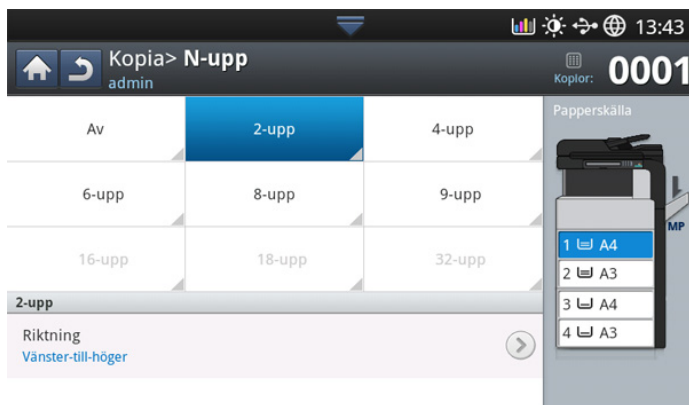 13:43
Kopia> N-upp
admin
Kopior: 0001
Av 2-upp 4-upp
6-upp 8-upp 9-upp
16-upp 18-upp 32-upp
2-upp
Riktning
Vänster-till-höger
Papperskälla
MP
1 A4
2 A3
3 A4
4 A3